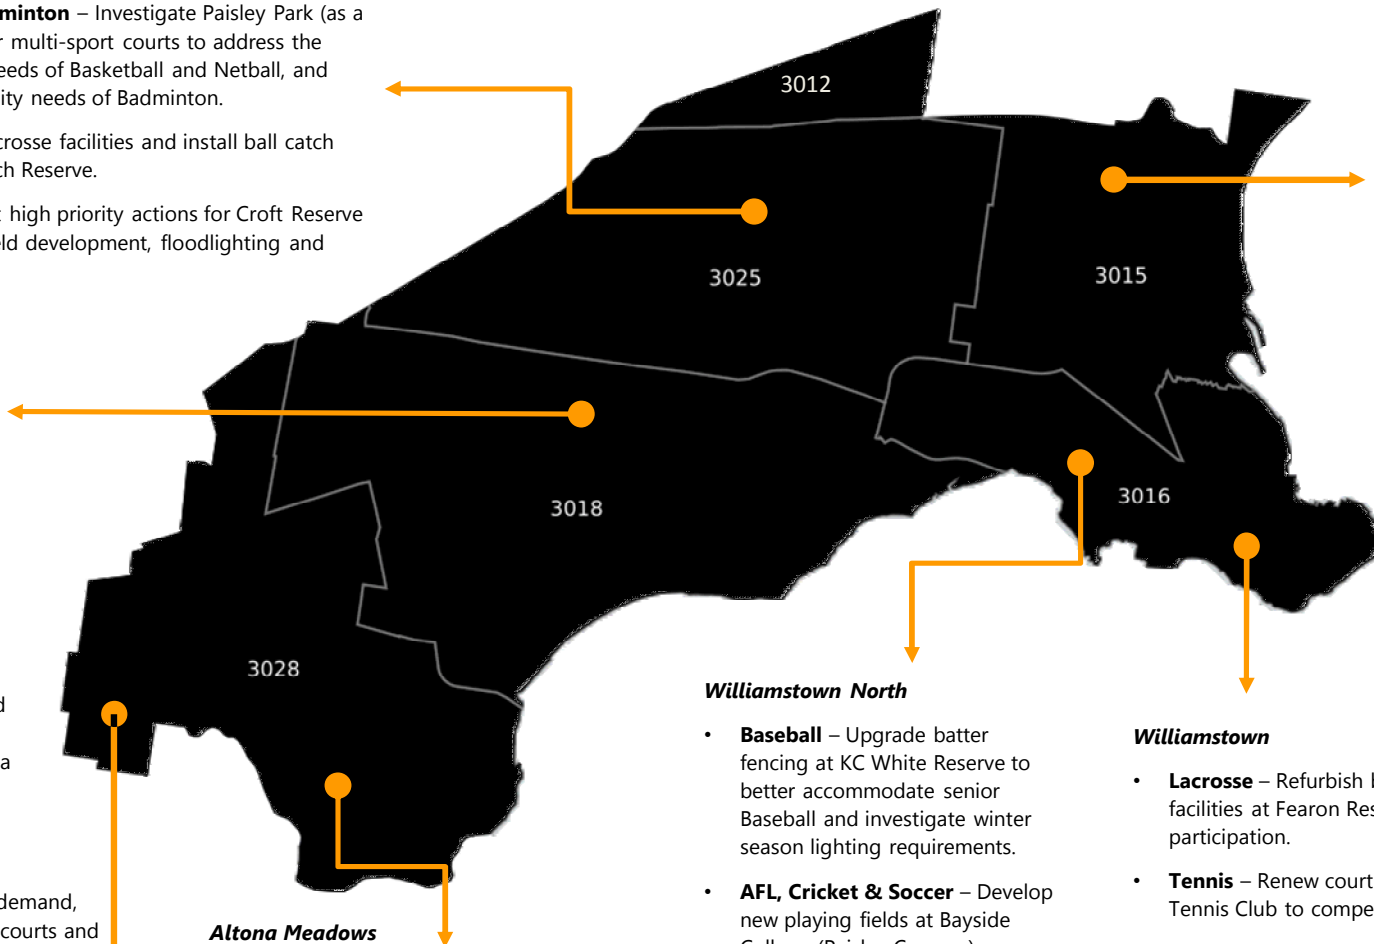 minton – Investigate Paisley Park (as a
r multi-sport courts to address the
eeds of Basketball and Netball, and
ity needs of Badminton.
crosse facilities and install ball catch
ch Reserve.
t high priority actions for Croft Reserve
eld development, floodlighting and
3012
3025
3015
3018
3016
3028
d
a
demand,
courts and
Altona Meadows
Williamstown North
• Baseball – Upgrade batter
fencing at KC White Reserve to
better accommodate senior
Baseball and investigate winter
season lighting requirements.
• AFL, Cricket & Soccer – Develop
new playing fields at Bayside
Williamstown
• Lacrosse – Refurbish
facilities at Fearon Res
participation.
• Tennis – Renew court
Tennis Club to compe